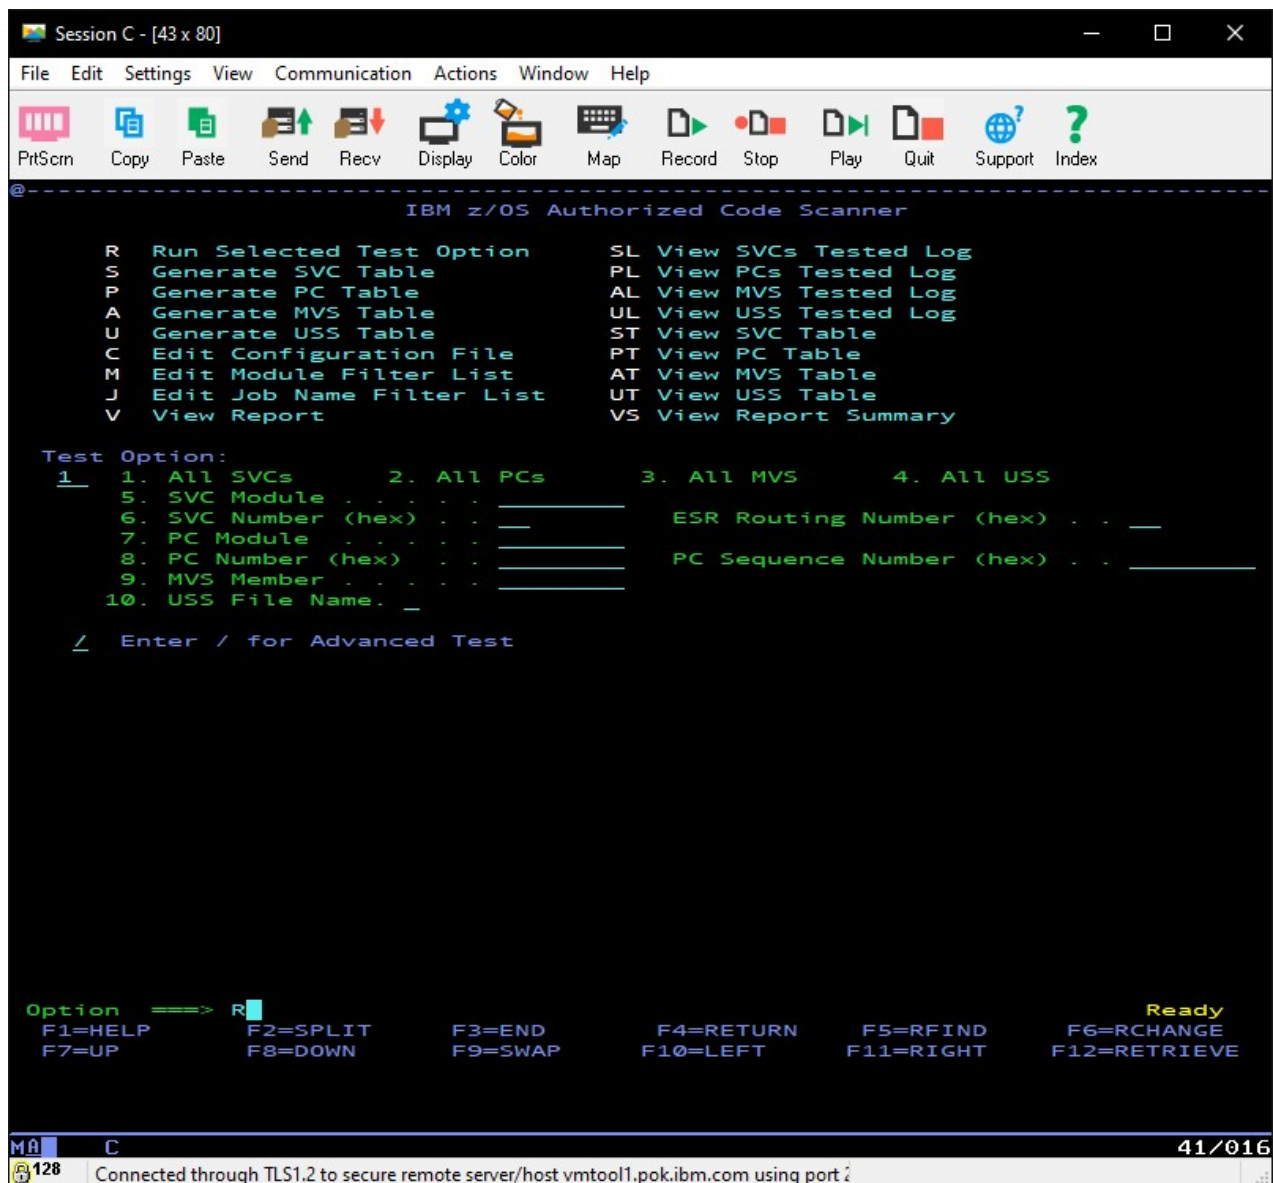 Session C - [43 x 80]
File Edit Settings View Communication Actions Window Help
PrtScrn Copy Paste Send Recv Display Color Map Record Stop Play Quit Support Index
@------------------------------------------------------------------------------
IBM z/OS Authorized Code Scanner
R Run Selected Test Option SL View SVCs Tested Log
S Generate SVC Table PL View PCs Tested Log
P Generate PC Table AL View MVS Tested Log
A Generate MVS Table UL View USS Tested Log
U Generate USS Table ST View SVC Table
C Edit Configuration File PT View PC Table
M Edit Module Filter List AT View MVS Table
J Edit Job Name Filter List UT View USS Table
V View Report VS View Report Summary
Test Option:
1 1. All SVCs 2. All PCs 3. All MVS 4. All USS
5. SVC Module . . . . . ________
6. SVC Number (hex) . . __ ESR Routing Number (hex) . . __
7. PC Module . . . . . ________
8. PC Number (hex) . . ________ PC Sequence Number (hex) . . ________
9. MVS Member . . . . . ________
10. USS File Name. _
/ Enter / for Advanced Test
Option ===> R Ready
F1=HELP F2=SPLIT F3=END F4=RETURN F5=RFIND F6=RCHANGE
F7=UP F8=DOWN F9=SWAP F10=LEFT F11=RIGHT F12=RETRIEVE
MA C 41/016
128 Connected through TLS1.2 to secure remote server/host vmtool1.pok.ibm.com using port